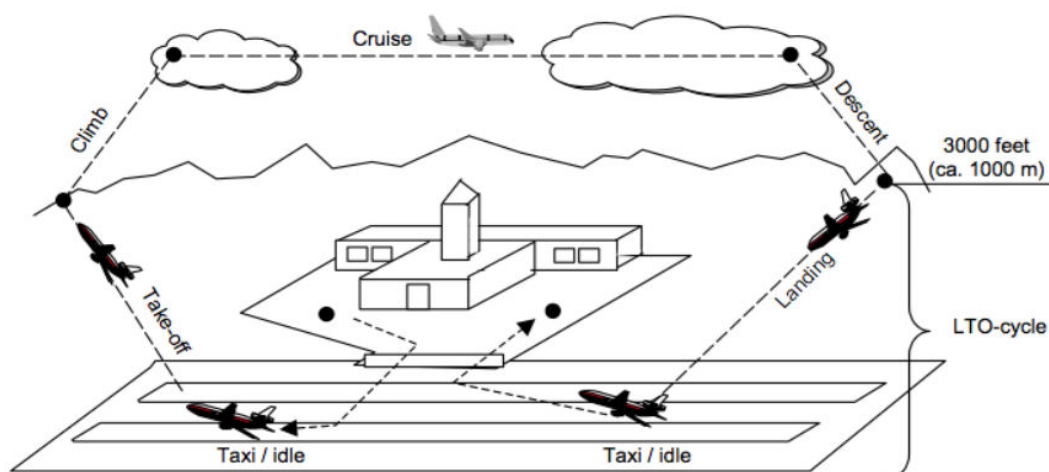 Cruise
Climb
Descent
3000 feet
(ca. 1000 m)
Take-off
Landing
LTO-cycle
Taxi / idle
Taxi / idle